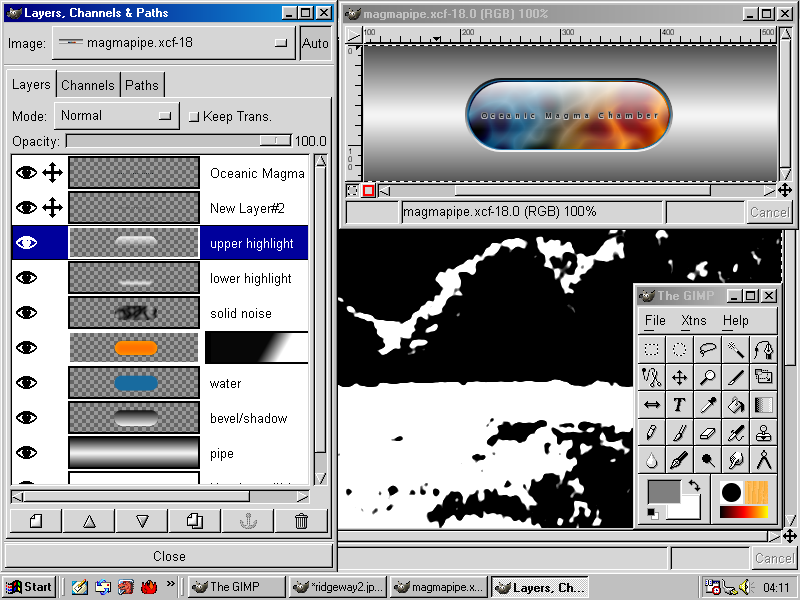 Layers, Channels & Paths
Image: magmapipe.xcf-18 Auto
Layers Channels Paths
Mode: Normal Keep Trans.
Opacity: 100.0
Oceanic Magma
New Layer#2
upper highlight
lower highlight
solid noise
water
bevel/shadow
pipe
Close
magmapipe.xcf-18.0 (RGB) 100%
100 200 300 400 500
0
100
Oceanic Magma Chamber
magmapipe.xcf-18.0 (RGB) 100% Cancel
The GIMP
File Xtns Help
Cancel
Start » The GIMP *ridgeway2.jp... magmapipe.x... Layers, Ch... 04:11